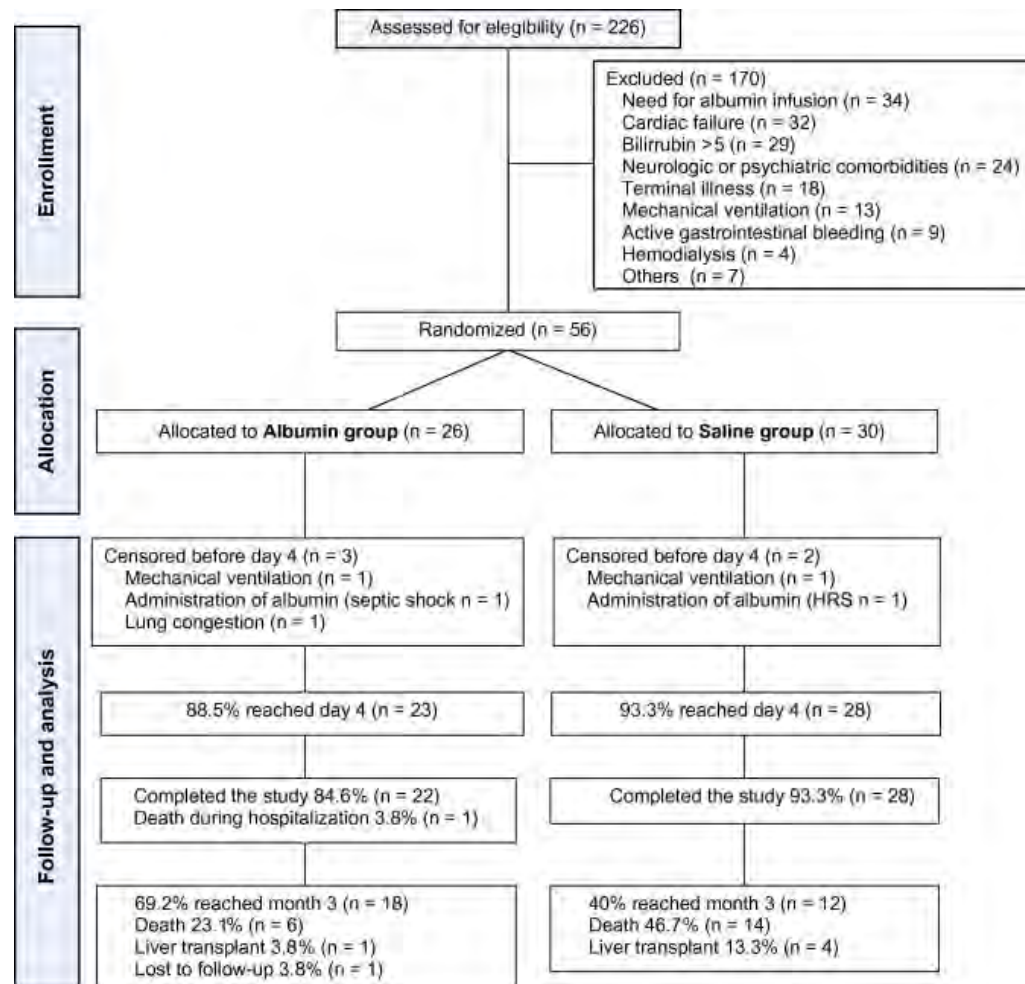 Enrollment
Assessed for elegibility (n = 226)
Excluded (n = 170)
Need for albumin infusion (n = 34)
Cardiac failure (n = 32)
Bilirrubin >5 (n = 29)
Neurologic or psychiatric comorbidities (n = 24)
Terminal illness (n = 18)
Mechanical ventilation (n = 13)
Active gastrointestinal bleeding (n = 9)
Hemodialysis (n = 4)
Others (n = 7)
Randomized (n = 56)
Allocation
Allocated to Albumin group (n = 26)
Allocated to Saline group (n = 30)
Follow-up and analysis
Censored before day 4 (n = 3)
Mechanical ventilation (n = 1)
Administration of albumin (septic shock n = 1)
Lung congestion (n = 1)
Censored before day 4 (n = 2)
Mechanical ventilation (n = 1)
Administration of albumin (HRS n = 1)
88.5% reached day 4 (n = 23)
93.3% reached day 4 (n = 28)
Completed the study 84.6% (n = 22)
Death during hospitalization 3.8% (n = 1)
Completed the study 93.3% (n = 28)
69.2% reached month 3 (n = 18)
Death 23.1% (n = 6)
Liver transplant 3,8% (n = 1)
Lost to follow-up 3.8% (n = 1)
40% reached month 3 (n = 12)
Death 46.7% (n = 14)
Liver transplant 13.3% (n = 4)